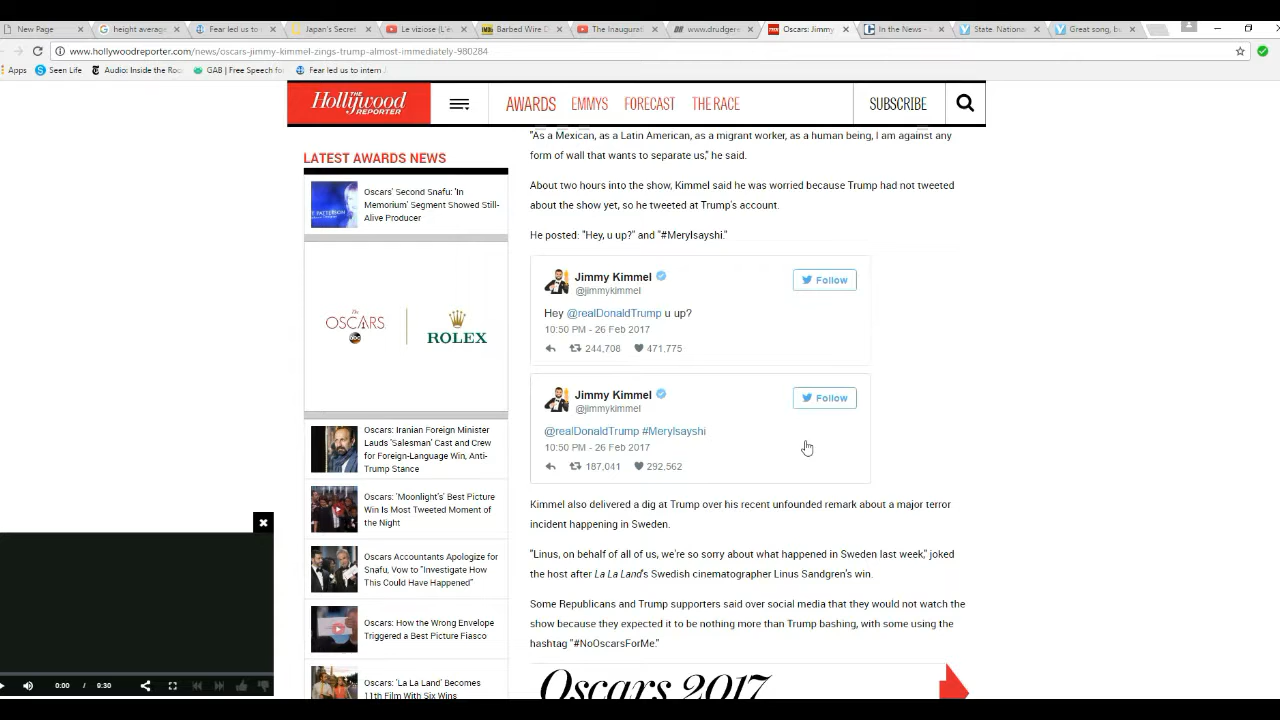 New Page
height average
Fear led us to
Japan's Secret
Le viziose (L'e
Barbed Wire D
The Inaugurati
www.drudgere
Oscars: Jimmy
In the News -
State. Nationa
Great song, b
www.hollywoodreporter.com/news/oscars-jimmy-kimmel-zings-trump-almost-immediately-980284
Apps
Seen Life
Audio: Inside the Roo
GAB | Free Speech fo
Fear led us to intern J
THE Hollywood REPORTER
AWARDS
EMMYS
FORECAST
THE RACE
SUBSCRIBE
LATEST AWARDS NEWS
Oscars' Second Snafu: 'In
Memorium' Segment Showed Still-
Alive Producer
The OSCARS abc
ROLEX
Oscars: Iranian Foreign Minister
Lauds 'Salesman' Cast and Crew
for Foreign-Language Win, Anti-
Trump Stance
Oscars: 'Moonlight's' Best Picture
Win Is Most Tweeted Moment of
the Night
Oscars Accountants Apologize for
Snafu, Vow to "Investigate How
This Could Have Happened"
Oscars: How the Wrong Envelope
Triggered a Best Picture Fiasco
Oscars: 'La La Land' Becomes
11th Film With Six Wins
"As a Mexican, as a Latin American, as a migrant worker, as a human being, I am against any
form of wall that wants to separate us," he said.
About two hours into the show, Kimmel said he was worried because Trump had not tweeted
about the show yet, so he tweeted at Trump's account.
He posted: "Hey, u up?" and "#MeryIsayshi."
Jimmy Kimmel
@jimmykimmel
Follow
Hey @realDonaldTrump u up?
10:50 PM - 26 Feb 2017
244,708 471,775
Jimmy Kimmel
@jimmykimmel
Follow
@realDonaldTrump #Merylsayshi
10:50 PM - 26 Feb 2017
187,041 292,562
Kimmel also delivered a dig at Trump over his recent unfounded remark about a major terror
incident happening in Sweden.
"Linus, on behalf of all of us, we're so sorry about what happened in Sweden last week," joked
the host after La La Land's Swedish cinematographer Linus Sandgren's win.
Some Republicans and Trump supporters said over social media that they would not watch the
show because they expected it to be nothing more than Trump bashing, with some using the
hashtag "#NoOscarsForMe."
Oscars 2017
0:00 / 0:30